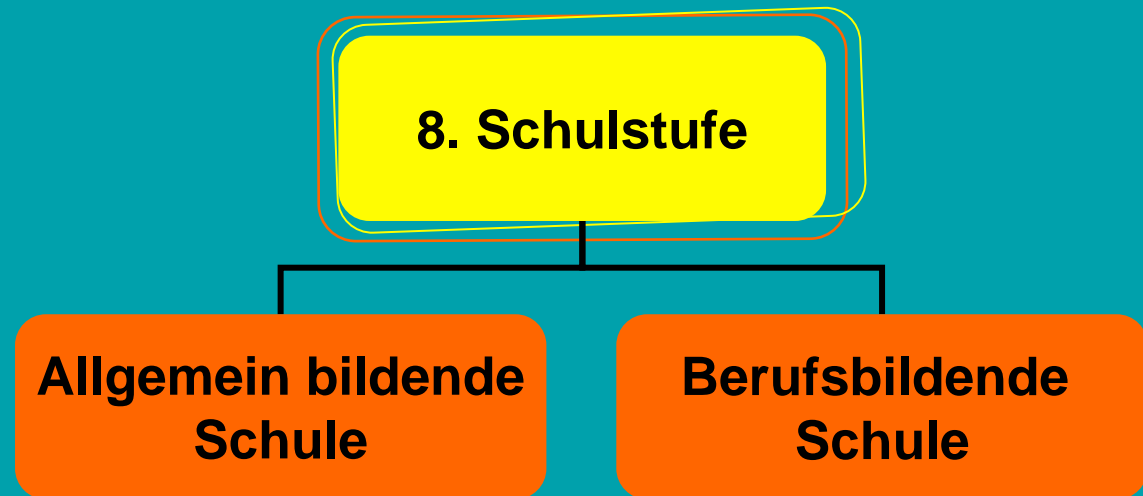 8. Schulstufe
Allgemein bildende
Schule
Berufsbildende
Schule